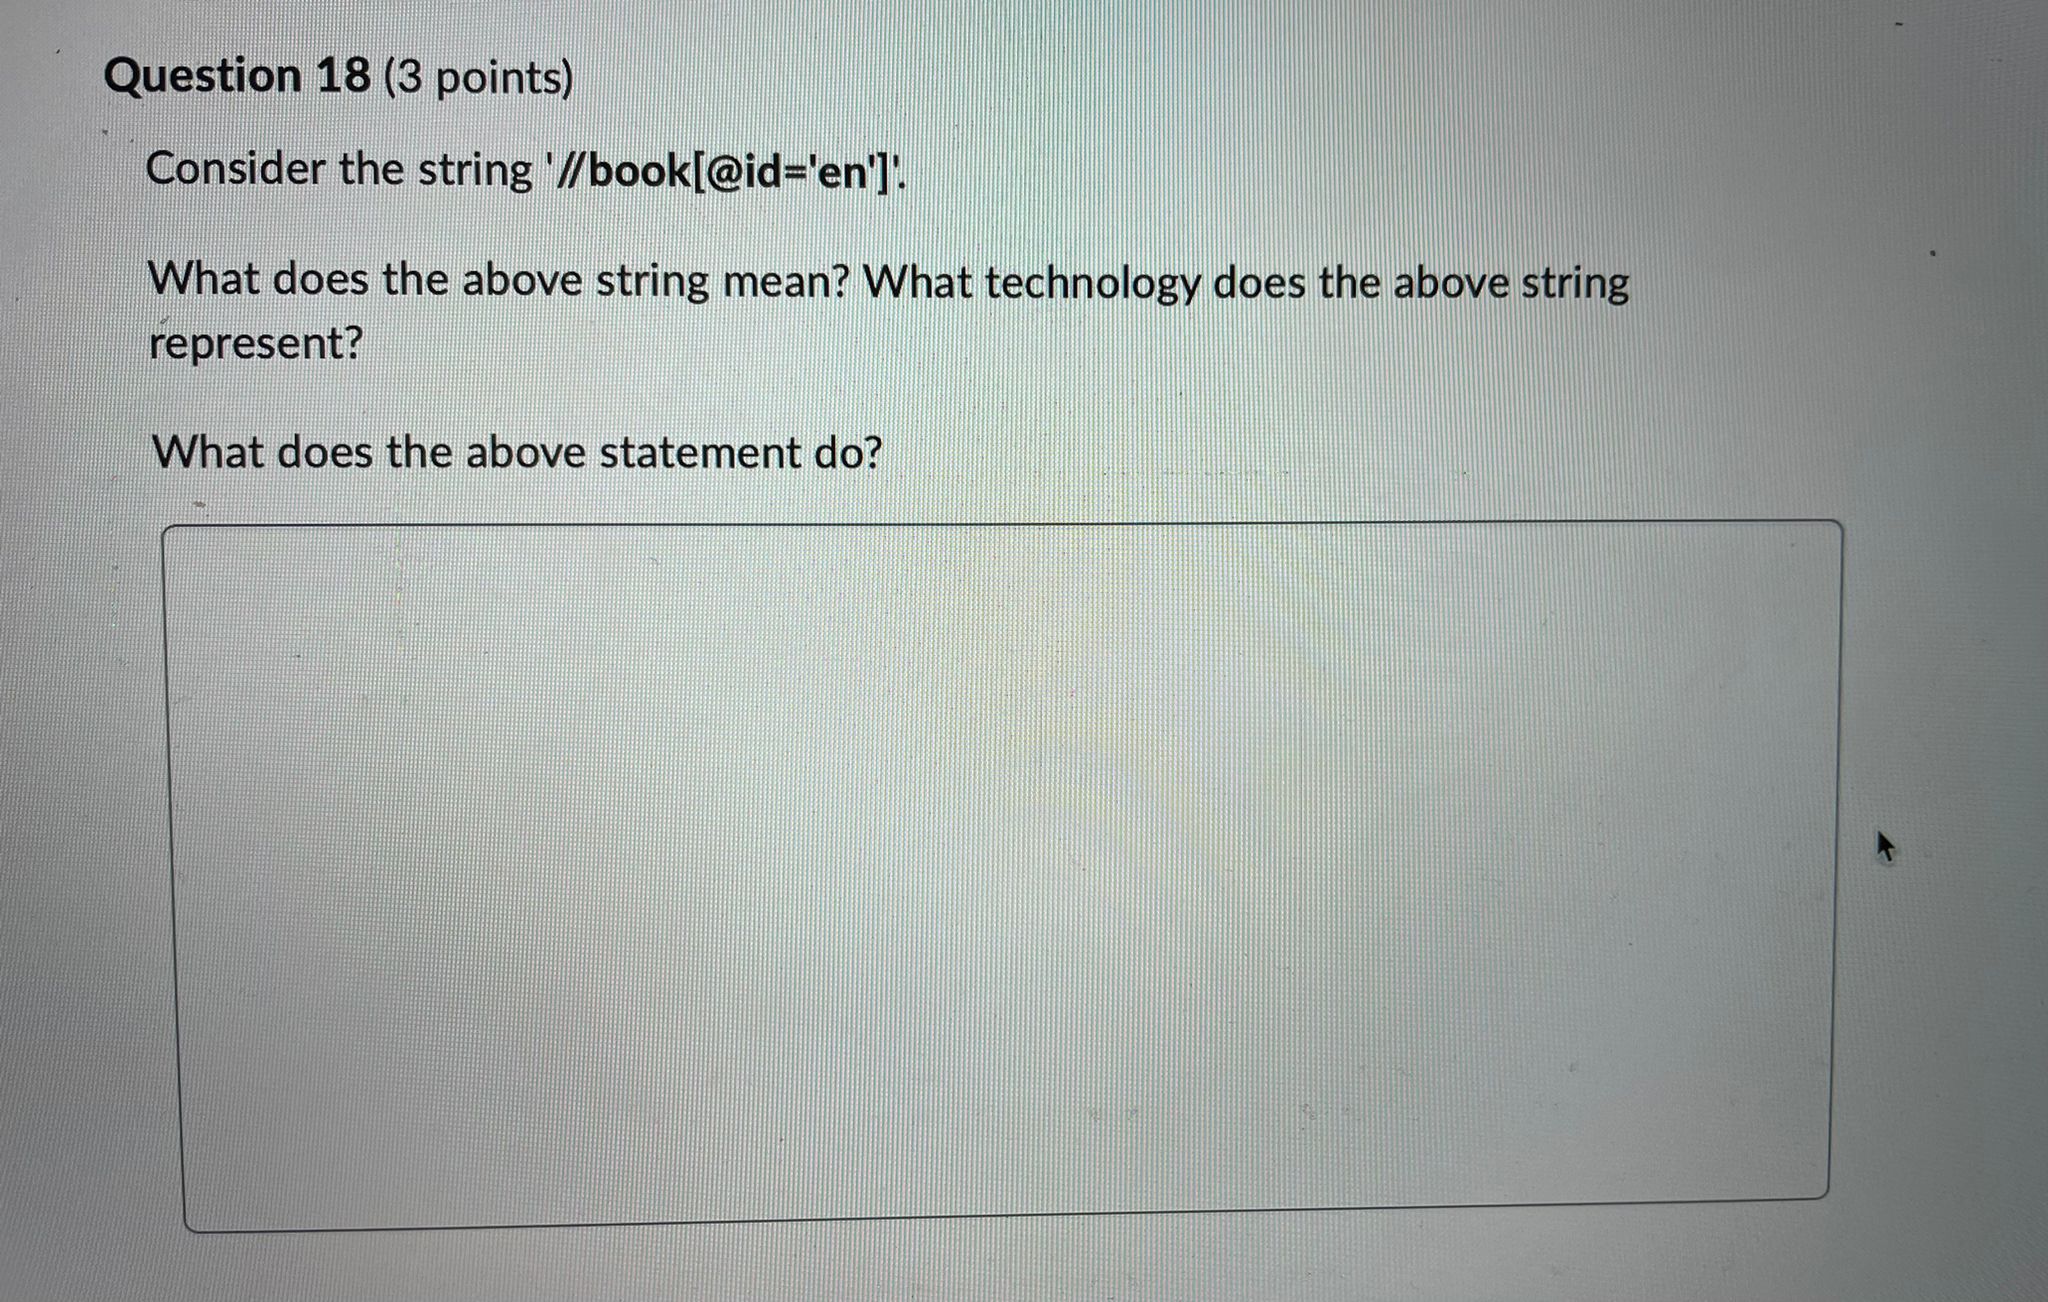 Question 18 (3 points)
Consider the string '//book[@id='en']'.
What does the above string mean? What technology does the above string
represent?
What does the above statement do?